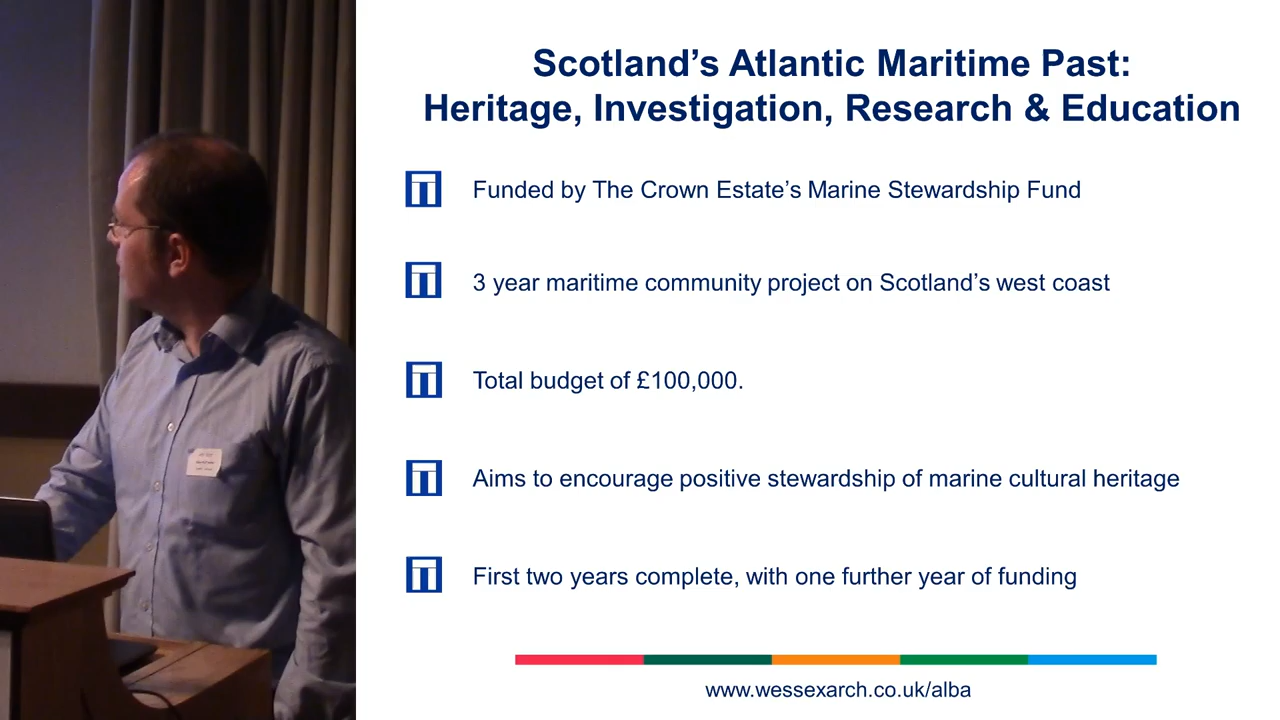 Scotland’s Atlantic Maritime Past:
Heritage, Investigation, Research & Education
Funded by The Crown Estate’s Marine Stewardship Fund
3 year maritime community project on Scotland’s west coast
Total budget of £100,000.
Aims to encourage positive stewardship of marine cultural heritage
First two years complete, with one further year of funding
www.wessexarch.co.uk/alba